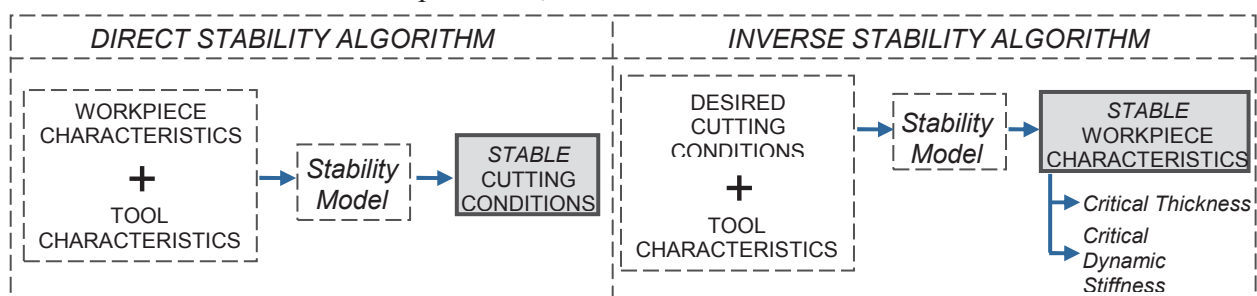 DIRECT STABILITY ALGORITHM
WORKPIECE
CHARACTERISTICS
+
TOOL
CHARACTERISTICS
Stability
Model
STABLE
CUTTING
CONDITIONS
INVERSE STABILITY ALGORITHM
DESIRED
CUTTING
CONDITIONS
+
TOOL
CHARACTERISTICS
Stability
Model
STABLE
WORKPIECE
CHARACTERISTICS
Critical Thickness
Critical
Dynamic
Stiffness